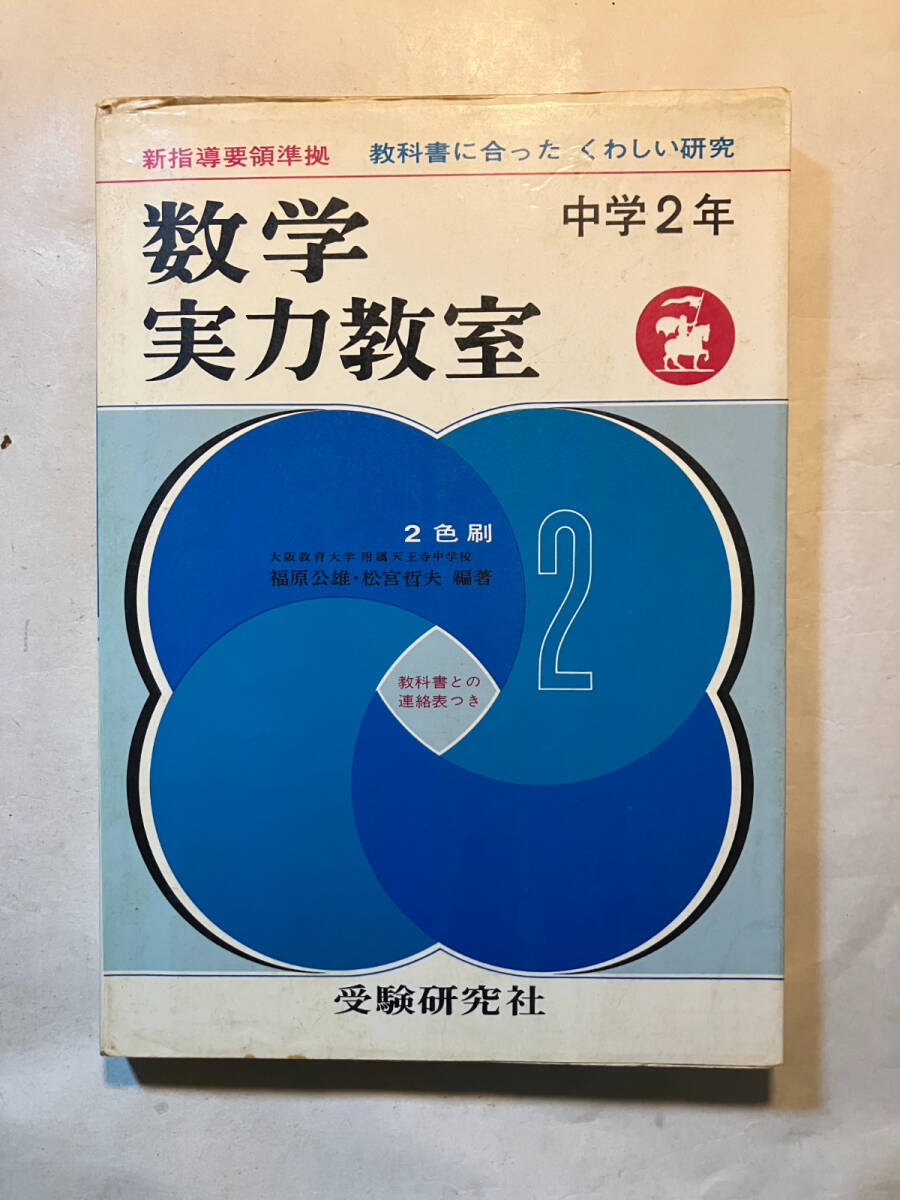 新指導要領準拠 教科書に合った くわしい研究
数学
実力教室
中学2年
2色刷
大阪教育大学 附属天王寺中学校
福原公雄・松宮哲夫 編著
2
教科書との
連絡表つき
受験研究社